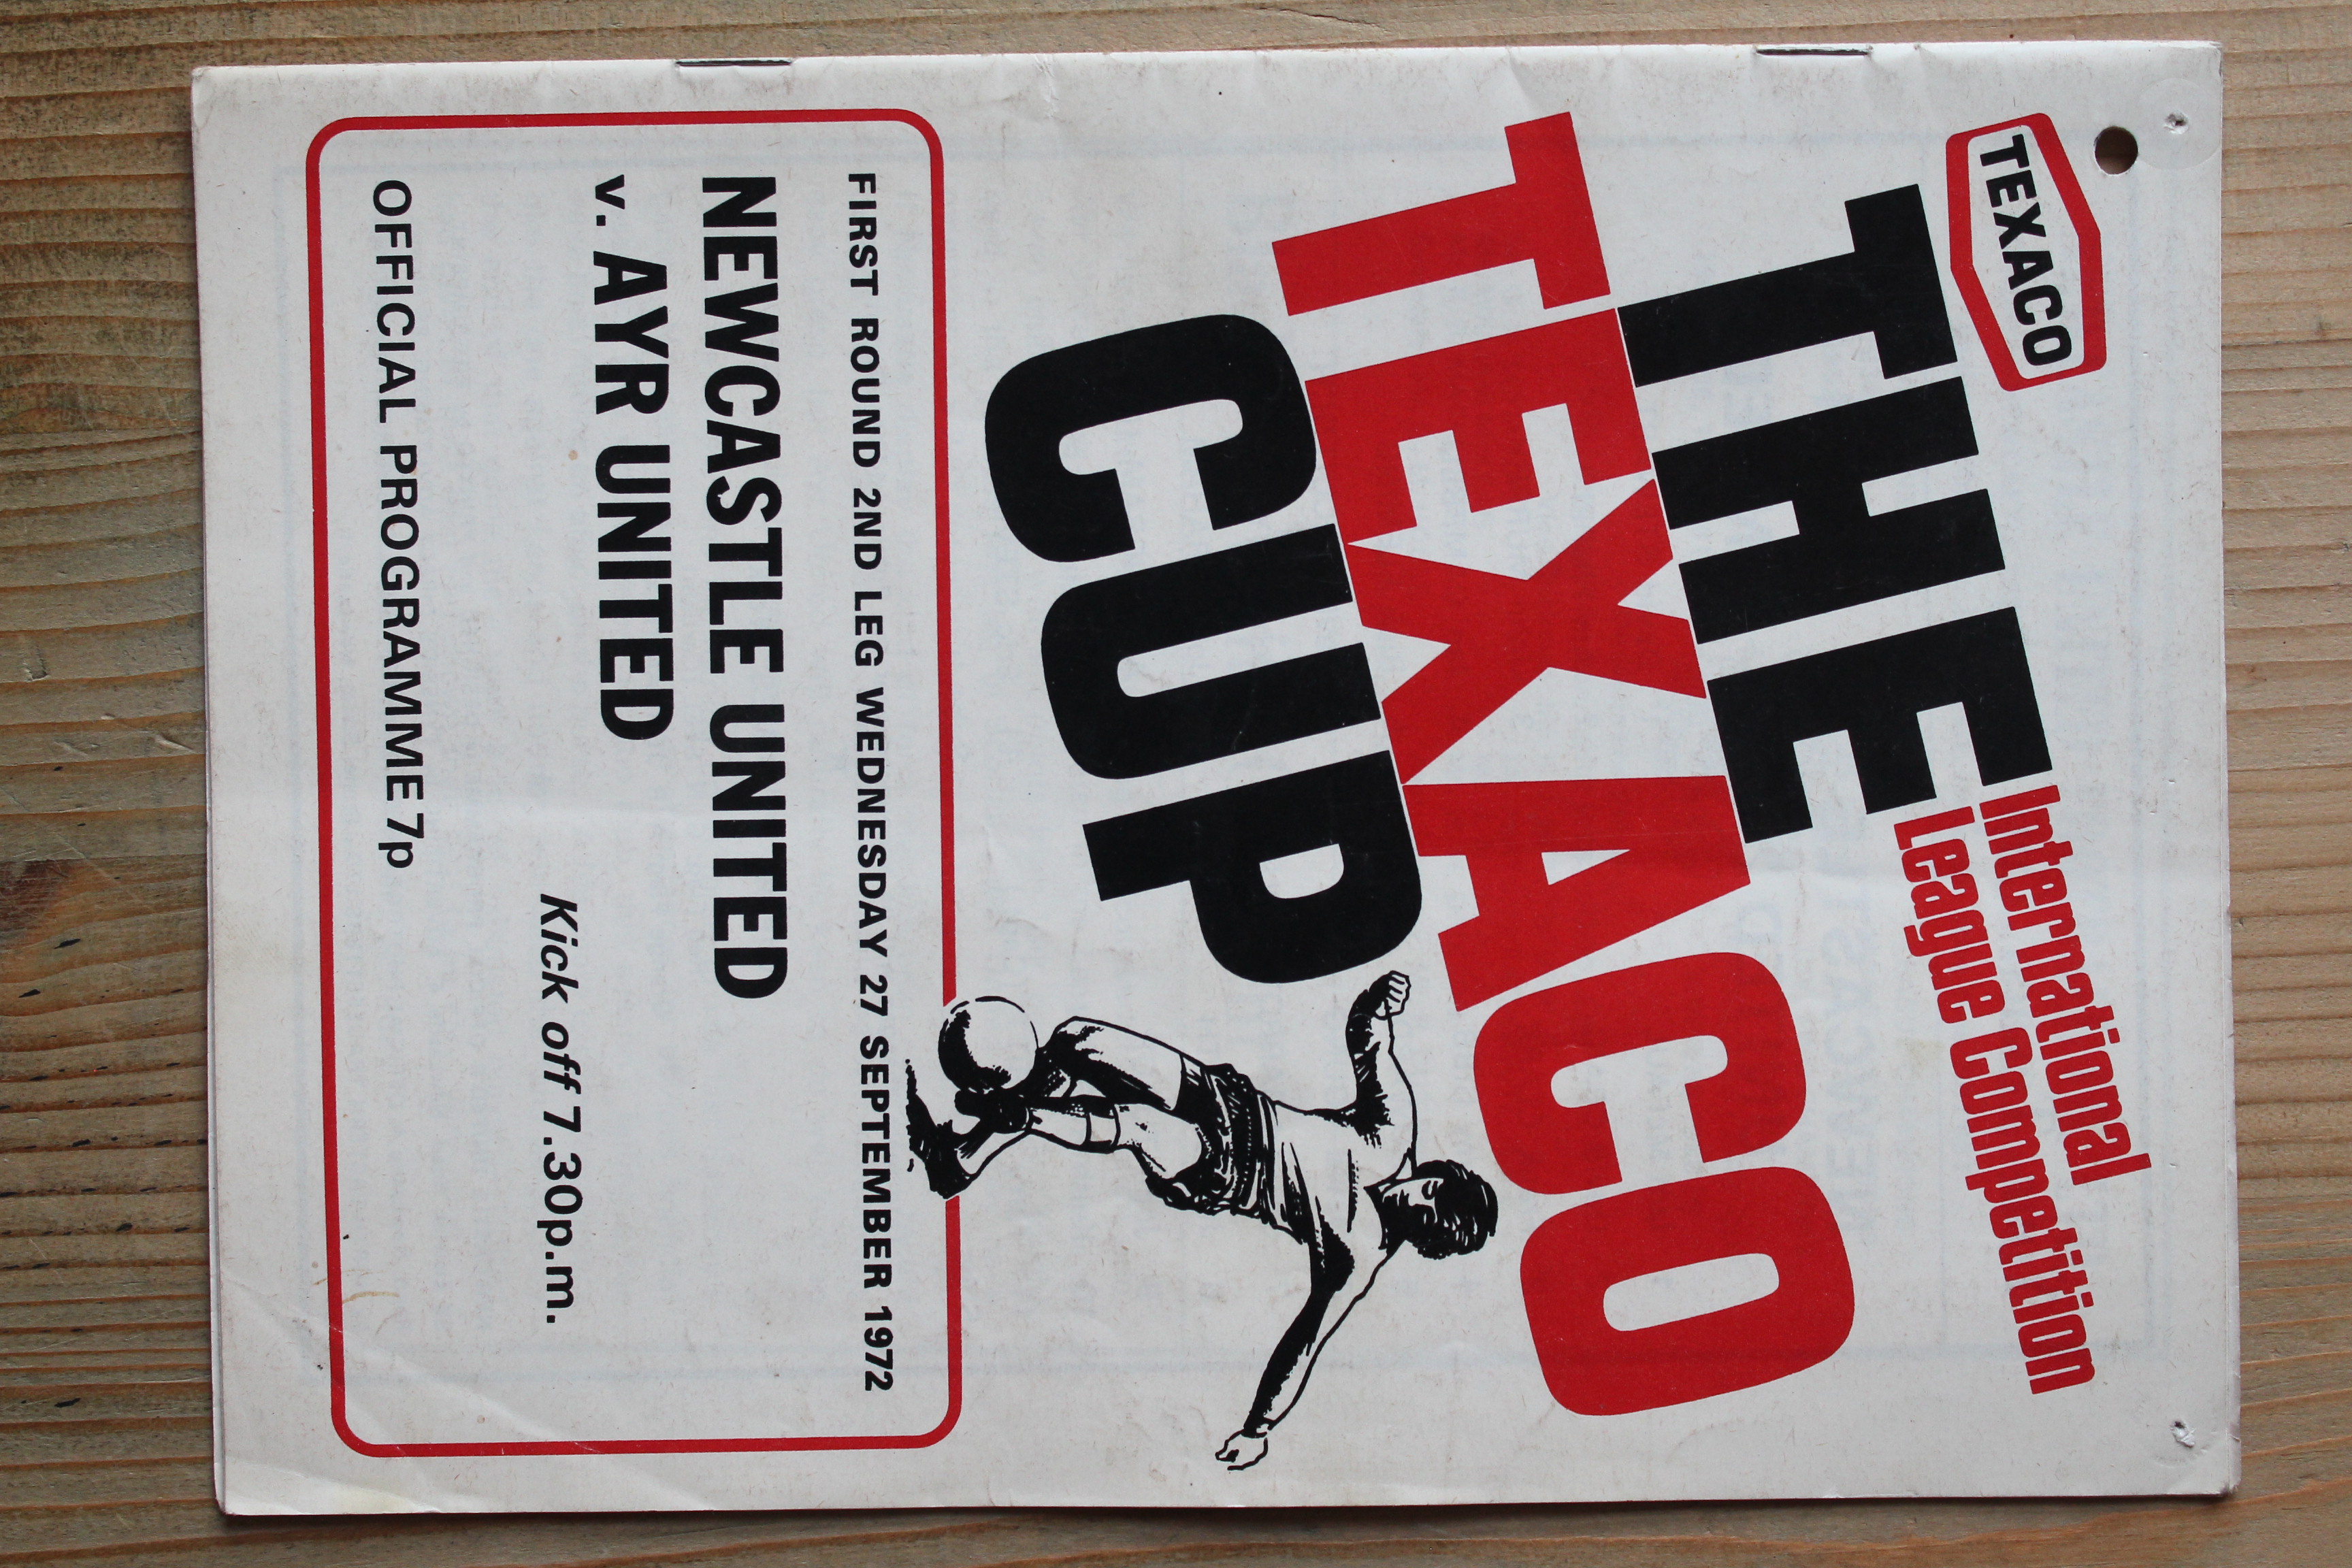 TEXACO
International
League Competition
THE
TEXACO
CUP
FIRST ROUND 2ND LEG WEDNESDAY 27 SEPTEMBER 1972
NEWCASTLE UNITED
v. AYR UNITED
Kick off 7.30p.m.
OFFICIAL PROGRAMME 7p